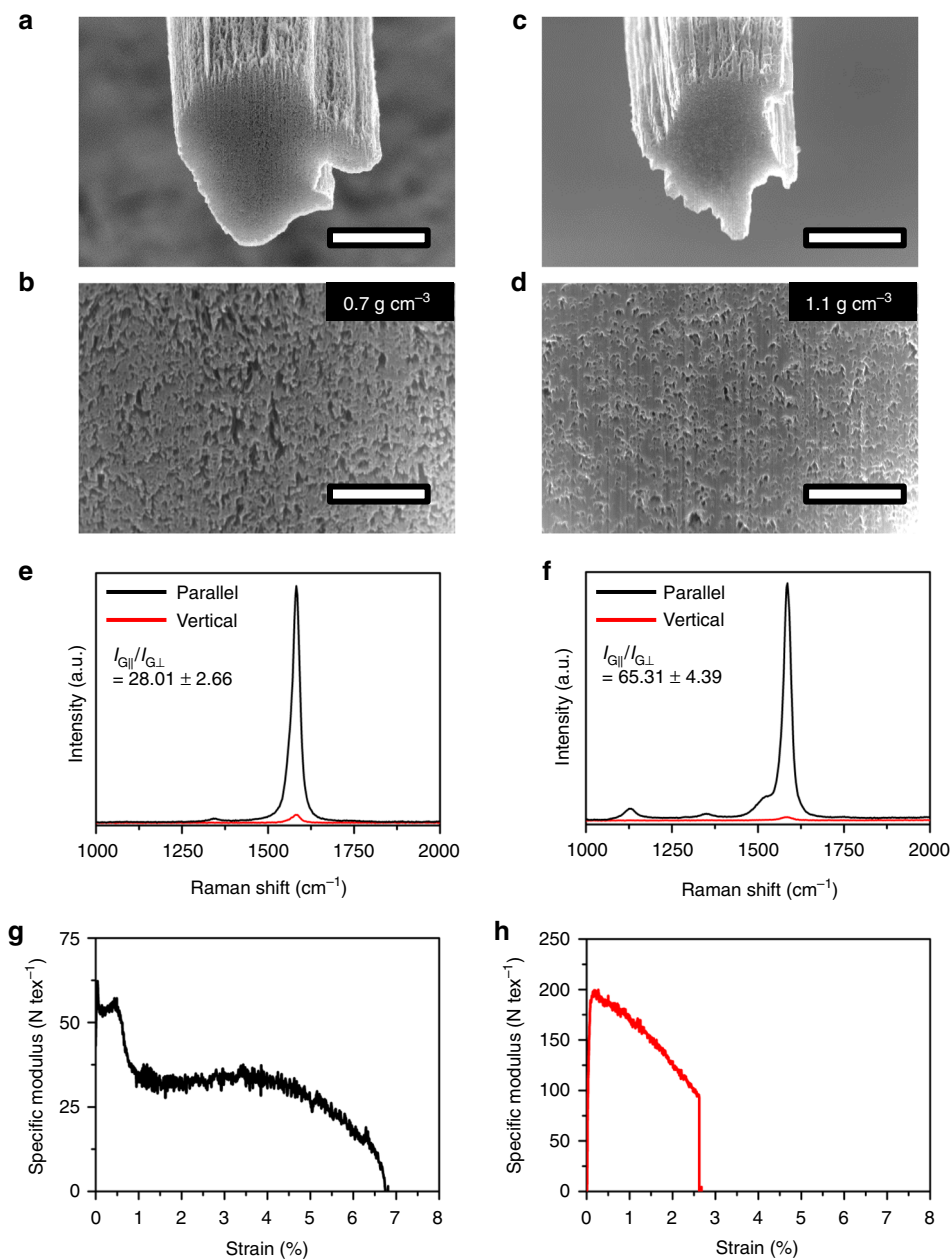 a
c
b
0.7 g cm⁻³
d
1.1 g cm⁻³
e
Parallel
Vertical
I_G||/I_G⊥
= 28.01 ± 2.66
Intensity (a.u.)
1000 1250 1500 1750 2000
Raman shift (cm⁻¹)
f
Parallel
Vertical
I_G||/I_G⊥
= 65.31 ± 4.39
Intensity (a.u.)
1000 1250 1500 1750 2000
Raman shift (cm⁻¹)
g
Specific modulus (N tex⁻¹)
75
50
25
0
0 1 2 3 4 5 6 7 8
Strain (%)
h
Specific modulus (N tex⁻¹)
250
200
150
100
50
0
0 1 2 3 4 5 6 7 8
Strain (%)